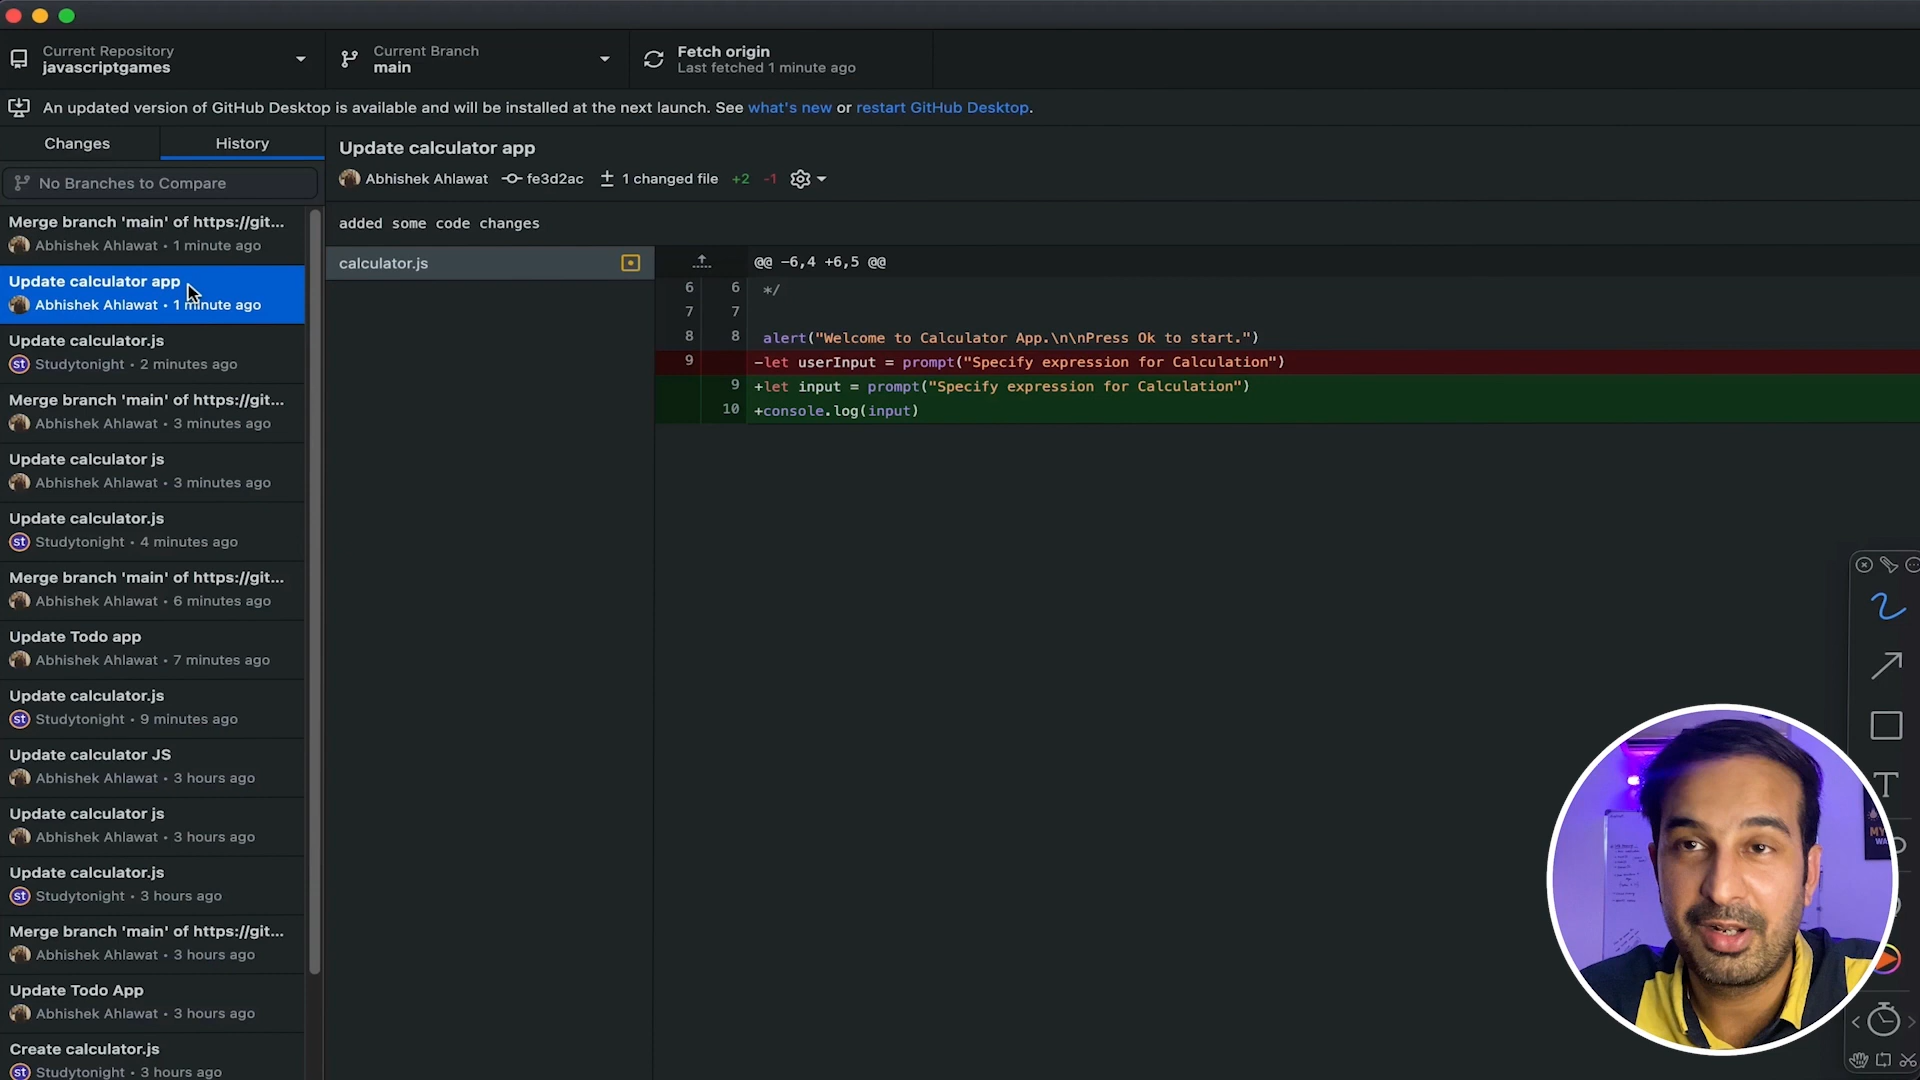 Current Repository
javascriptgames
Current Branch
main
Fetch origin
Last fetched 1 minute ago
An updated version of GitHub Desktop is available and will be installed at the next launch. See what's new or restart GitHub Desktop.
Changes
History
No Branches to Compare
Merge branch 'main' of https://git...
Abhishek Ahlawat • 1 minute ago
Update calculator app
Abhishek Ahlawat • 1 minute ago
Update calculator.js
st Studytonight • 2 minutes ago
Merge branch 'main' of https://git...
Abhishek Ahlawat • 3 minutes ago
Update calculator js
Abhishek Ahlawat • 3 minutes ago
Update calculator.js
st Studytonight • 4 minutes ago
Merge branch 'main' of https://git...
Abhishek Ahlawat • 6 minutes ago
Update Todo app
Abhishek Ahlawat • 7 minutes ago
Update calculator.js
st Studytonight • 9 minutes ago
Update calculator JS
Abhishek Ahlawat • 3 hours ago
Update calculator js
Abhishek Ahlawat • 3 hours ago
Update calculator.js
st Studytonight • 3 hours ago
Merge branch 'main' of https://git...
Abhishek Ahlawat • 3 hours ago
Update Todo App
Abhishek Ahlawat • 3 hours ago
Create calculator.js
st Studytonight • 3 hours ago
Update calculator app
Abhishek Ahlawat fe3d2ac 1 changed file +2 -1
added some code changes
calculator.js
@@ -6,4 +6,5 @@
6 6 */
7 7
8 8 alert("Welcome to Calculator App.\n\nPress Ok to start.")
9 -let userInput = prompt("Specify expression for Calculation")
9 +let input = prompt("Specify expression for Calculation")
10 +console.log(input)
T
MY
WA